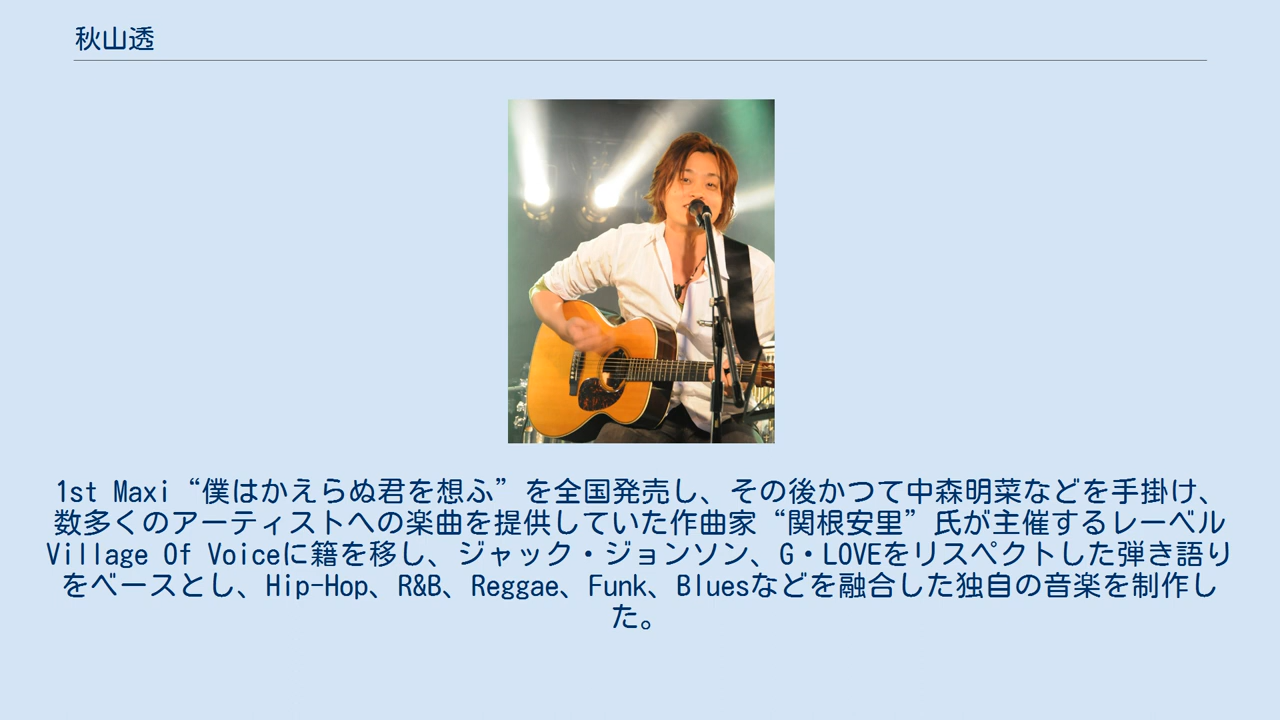 秋山透
1st Maxi“僕はかえらぬ君を想ふ”を全国発売し、その後かつて中森明菜などを手掛け、
数多くのアーティストへの楽曲を提供していた作曲家“関根安里”氏が主催するレーベル
Village Of Voiceに籍を移し、ジャック・ジョンソン、G・LOVEをリスペクトした弾き語り
をベースとし、Hip-Hop、R&B、Reggae、Funk、Bluesなどを融合した独自の音楽を制作し
た。